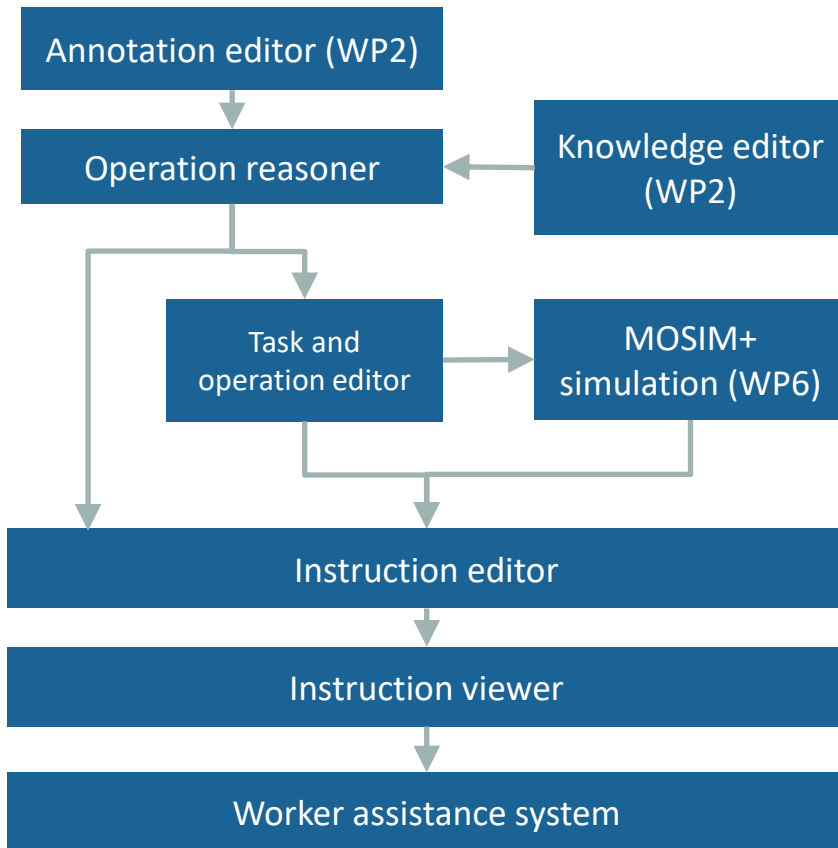 Annotation editor (WP2)
Operation reasoner
Knowledge editor
(WP2)
Task and
operation editor
MOSIM+
simulation (WP6)
Instruction editor
Instruction viewer
Worker assistance system